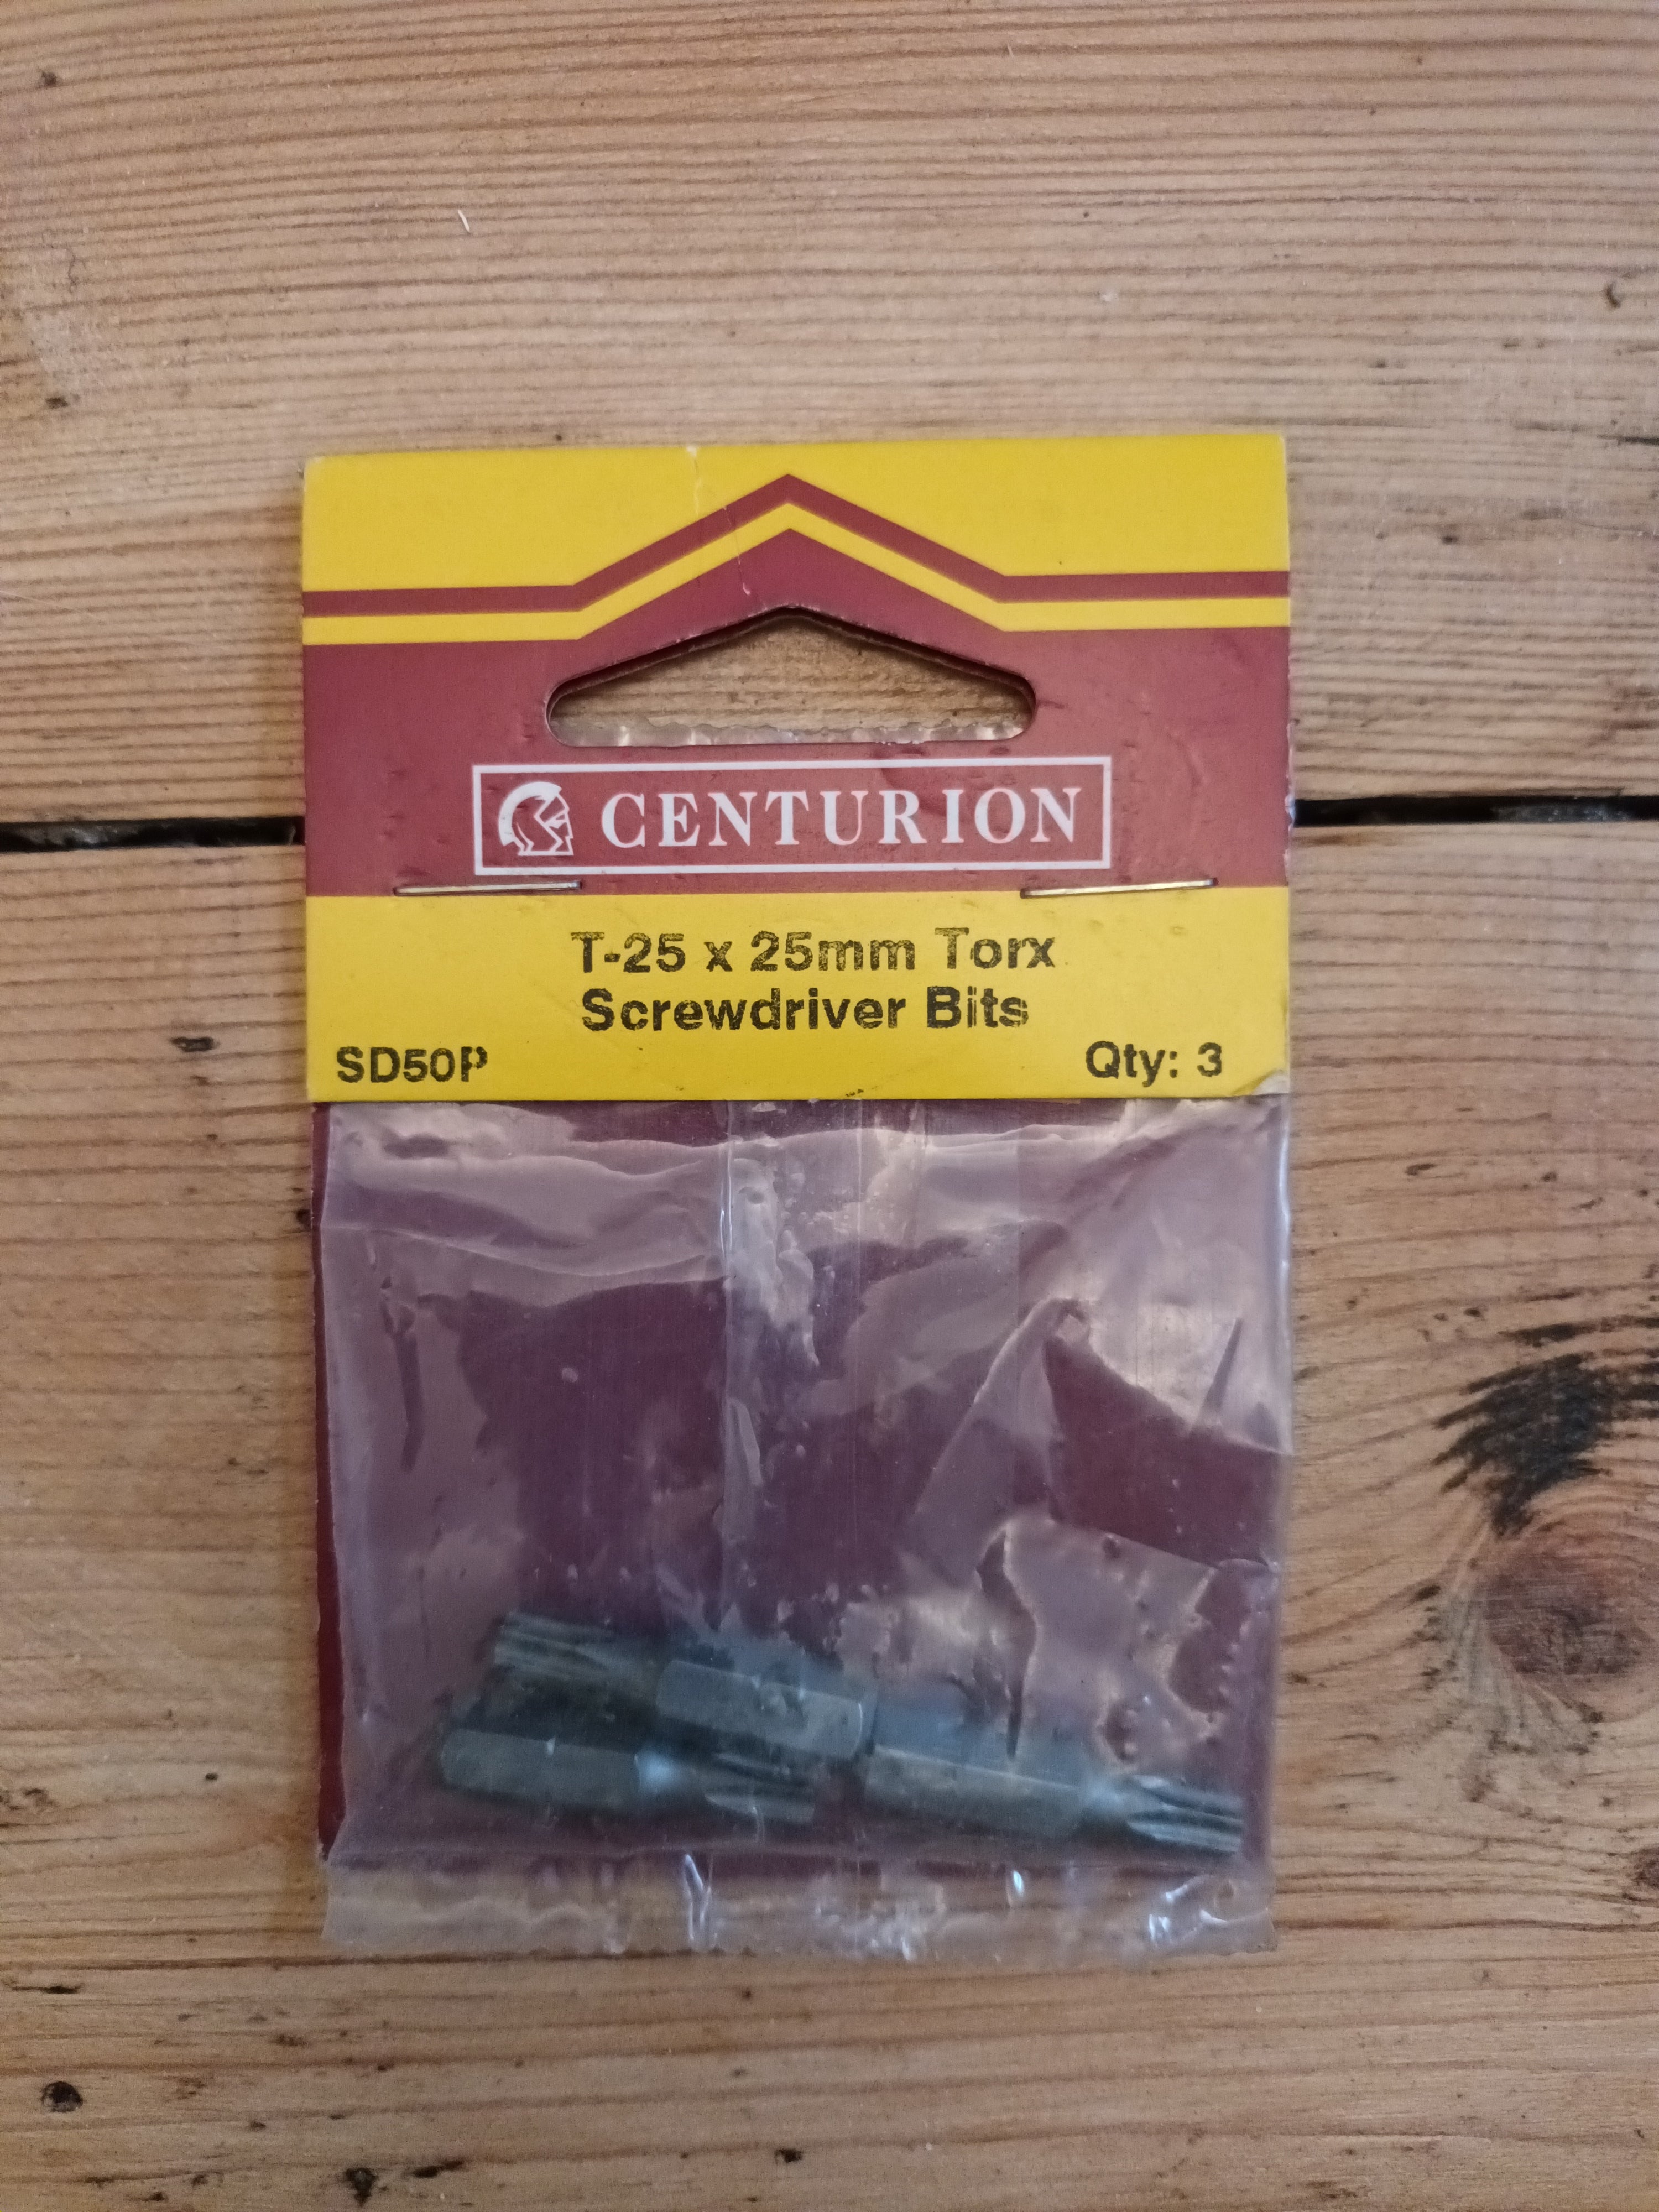 CENTURION
T-25 x 25mm Torx
Screwdriver Bits
SD50P
Qty: 3